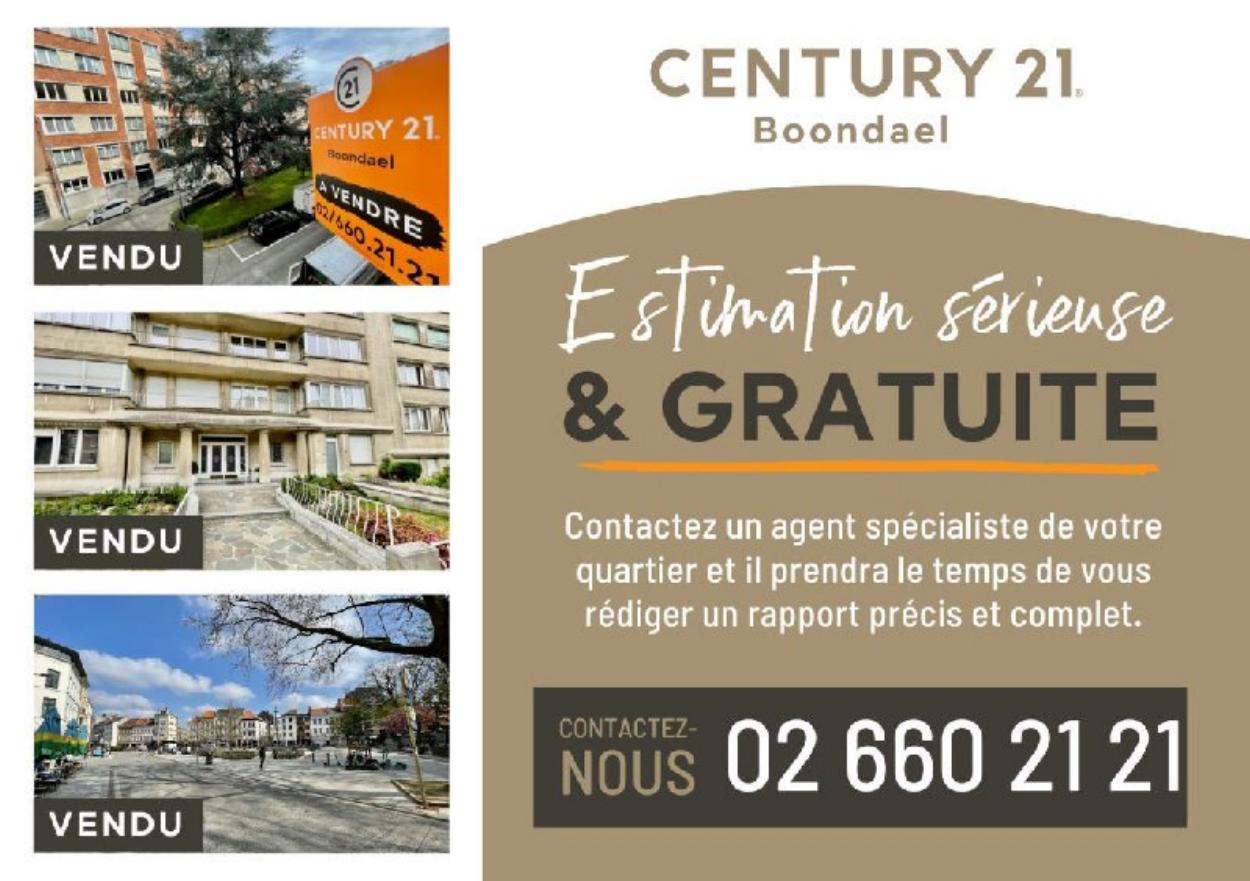 21
CENTURY 21.
Boondael
A VENDRE
02/660.21.21
VENDU
VENDU
VENDU
CENTURY 21®
Boondael
Estimation sérieuse
& GRATUITE
Contactez un agent spécialiste de votre
quartier et il prendra le temps de vous
rédiger un rapport précis et complet.
CONTACTEZ-
NOUS 02 660 21 21